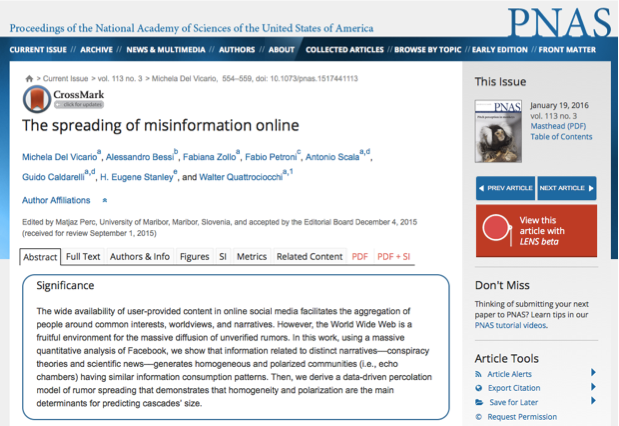 Proceedings of the National Academy of Sciences of the United States of America
PNAS
CURRENT ISSUE // ARCHIVE // NEWS & MULTIMEDIA // AUTHORS // ABOUT COLLECTED ARTICLES // BROWSE BY TOPIC // EARLY EDITION // FRONT MATTER
> Current Issue > vol. 113 no. 3 > Michela Del Vicario, 554–559, doi: 10.1073/pnas.1517441113
CrossMark
click for updates
The spreading of misinformation online
Michela Del Vicario a, Alessandro Bessi b, Fabiana Zollo a, Fabio Petroni c, Antonio Scala a,d,
Guido Caldarelli a,d, H. Eugene Stanley e, and Walter Quattrociocchi a,1
Author Affiliations
Edited by Matjaz Perc, University of Maribor, Maribor, Slovenia, and accepted by the Editorial Board December 4, 2015
(received for review September 1, 2015)
Abstract Full Text Authors & Info Figures SI Metrics Related Content PDF PDF + SI
Significance
The wide availability of user-provided content in online social media facilitates the aggregation of
people around common interests, worldviews, and narratives. However, the World Wide Web is a
fruitful environment for the massive diffusion of unverified rumors. In this work, using a massive
quantitative analysis of Facebook, we show that information related to distinct narratives––conspiracy
theories and scientific news––generates homogeneous and polarized communities (i.e., echo
chambers) having similar information consumption patterns. Then, we derive a data-driven percolation
model of rumor spreading that demonstrates that homogeneity and polarization are the main
determinants for predicting cascades' size.
This Issue
PNAS
January 19, 2016
vol. 113 no. 3
Masthead (PDF)
Table of Contents
PREV ARTICLE NEXT ARTICLE
View this
article with
LENS beta
Don't Miss
Thinking of submitting your next
paper to PNAS? Learn tips in our
PNAS tutorial videos.
Article Tools
Article Alerts
Export Citation
Save for Later
© Request Permission